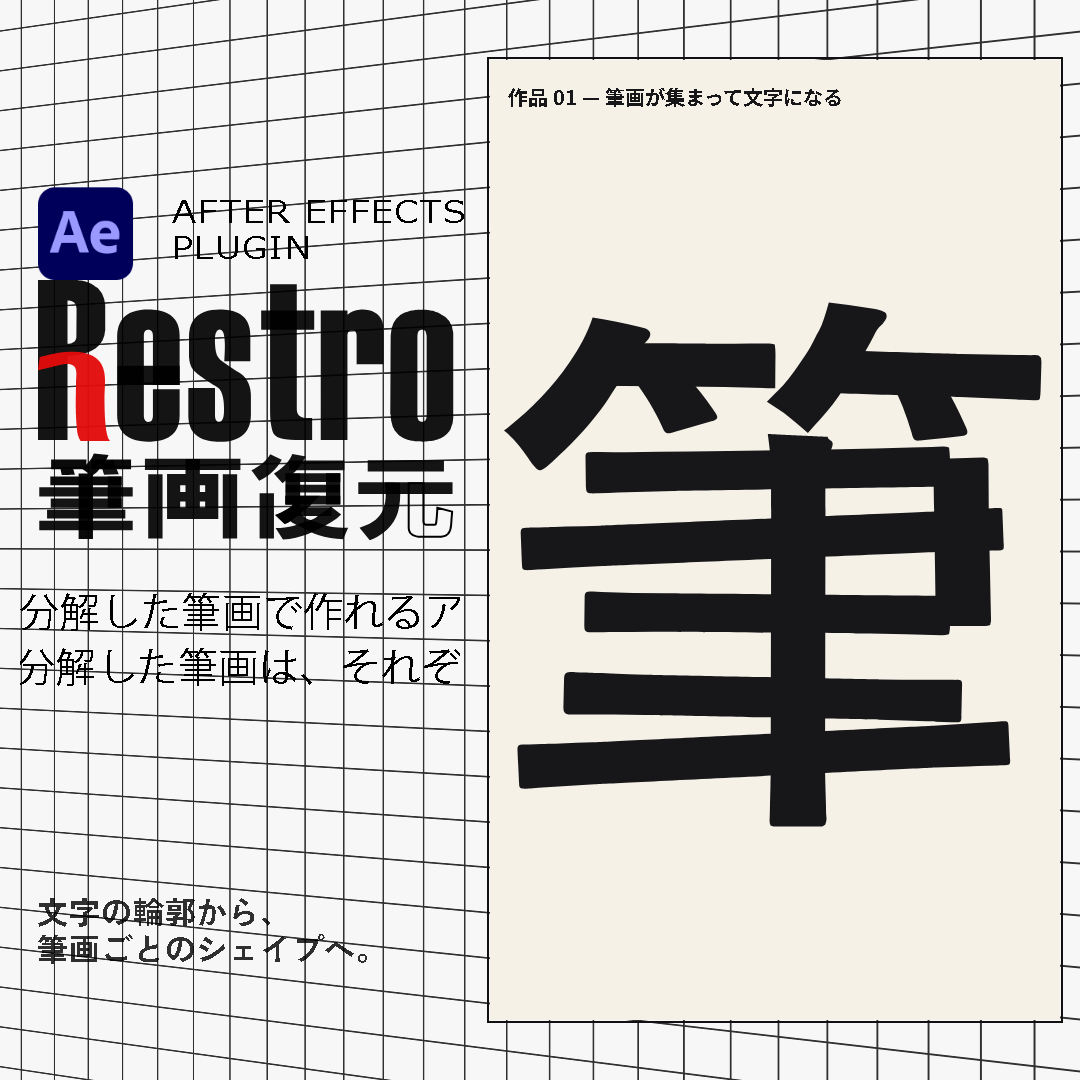 Ae
AFTER EFFECTS
PLUGIN
Restro
筆画復元
分解した筆画で作れるア
分解した筆画は、それぞ
文字の輪郭から、
筆画ごとのシェイプへ。
作品 01 — 筆画が集まって文字になる
筆